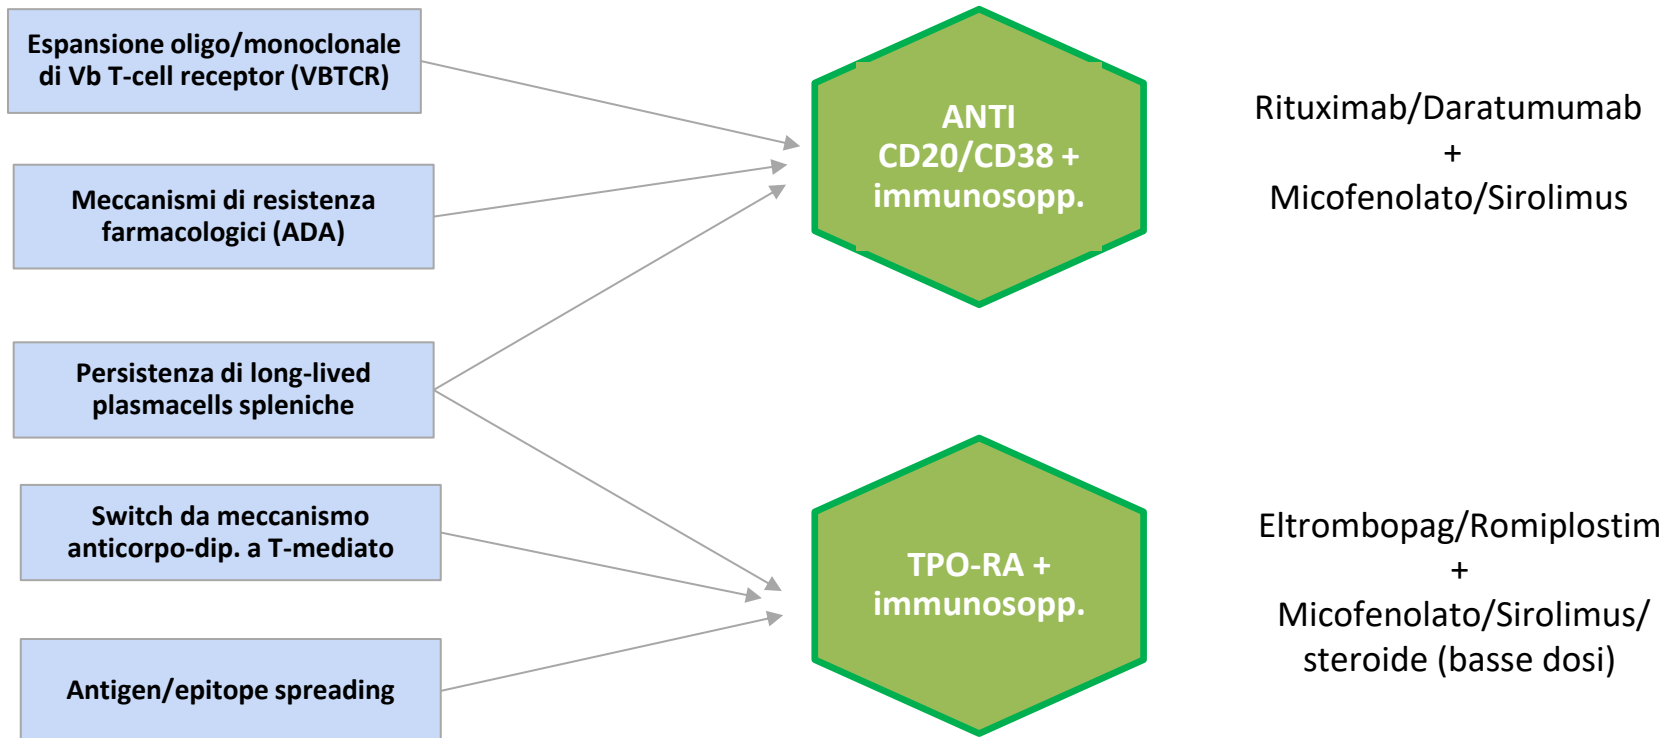 Espansione oligo/monoclonale
di Vb T-cell receptor (VBTCR)
Meccanismi di resistenza
farmacologici (ADA)
Persistenza di long-lived
plasmacells spleniche
Switch da meccanismo
anticorpo-dip. a T-mediato
Antigen/epitope spreading
ANTI
CD20/CD38 +
immunosopp.
TPO-RA +
immunosopp.
Rituximab/Daratumumab
+
Micofenolato/Sirolimus
Eltrombopag/Romiplostim
+
Micofenolato/Sirolimus/
steroide (basse dosi)